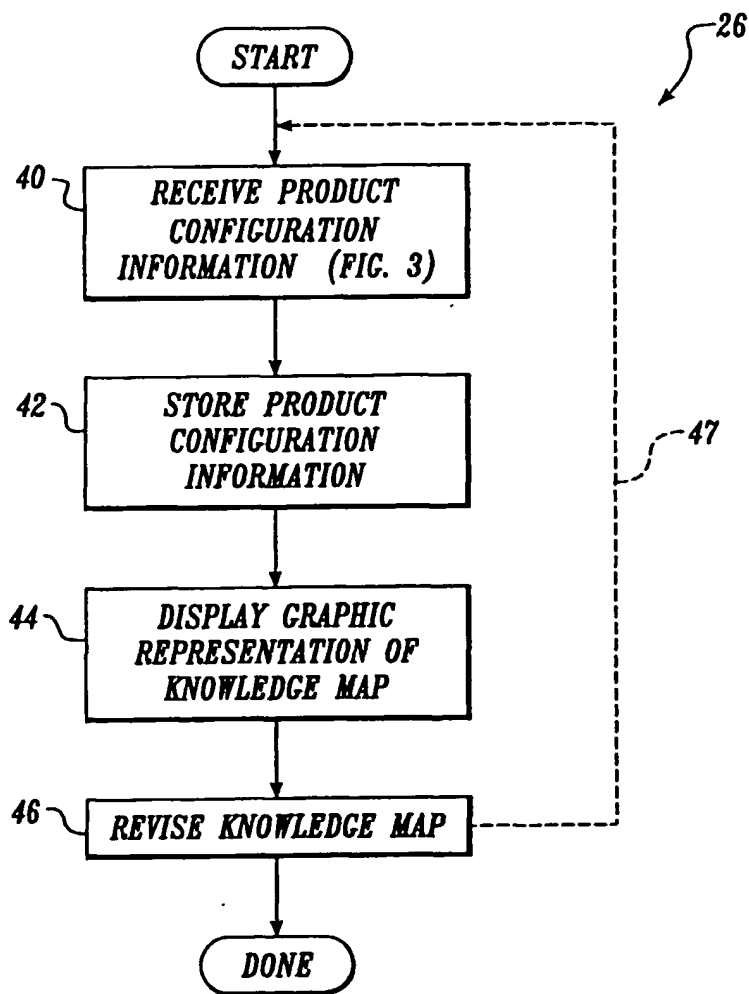 26
START
40
RECEIVE PRODUCT
CONFIGURATION
INFORMATION (FIG. 3)
42
STORE PRODUCT
CONFIGURATION
INFORMATION
47
44
DISPLAY GRAPHIC
REPRESENTATION OF
KNOWLEDGE MAP
46
REVISE KNOWLEDGE MAP
DONE